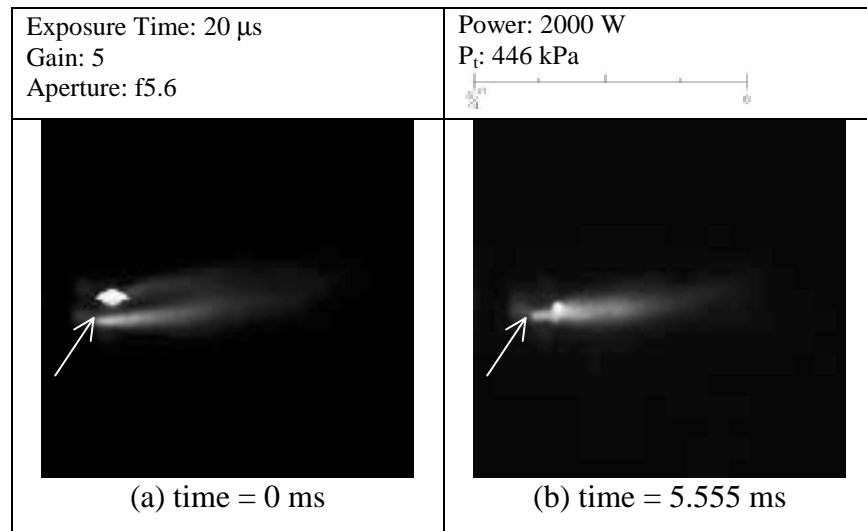 Exposure Time: 20 μs
Gain: 5
Aperture: f5.6
Power: 2000 W
Pt: 446 kPa
(a) time = 0 ms
(b) time = 5.555 ms